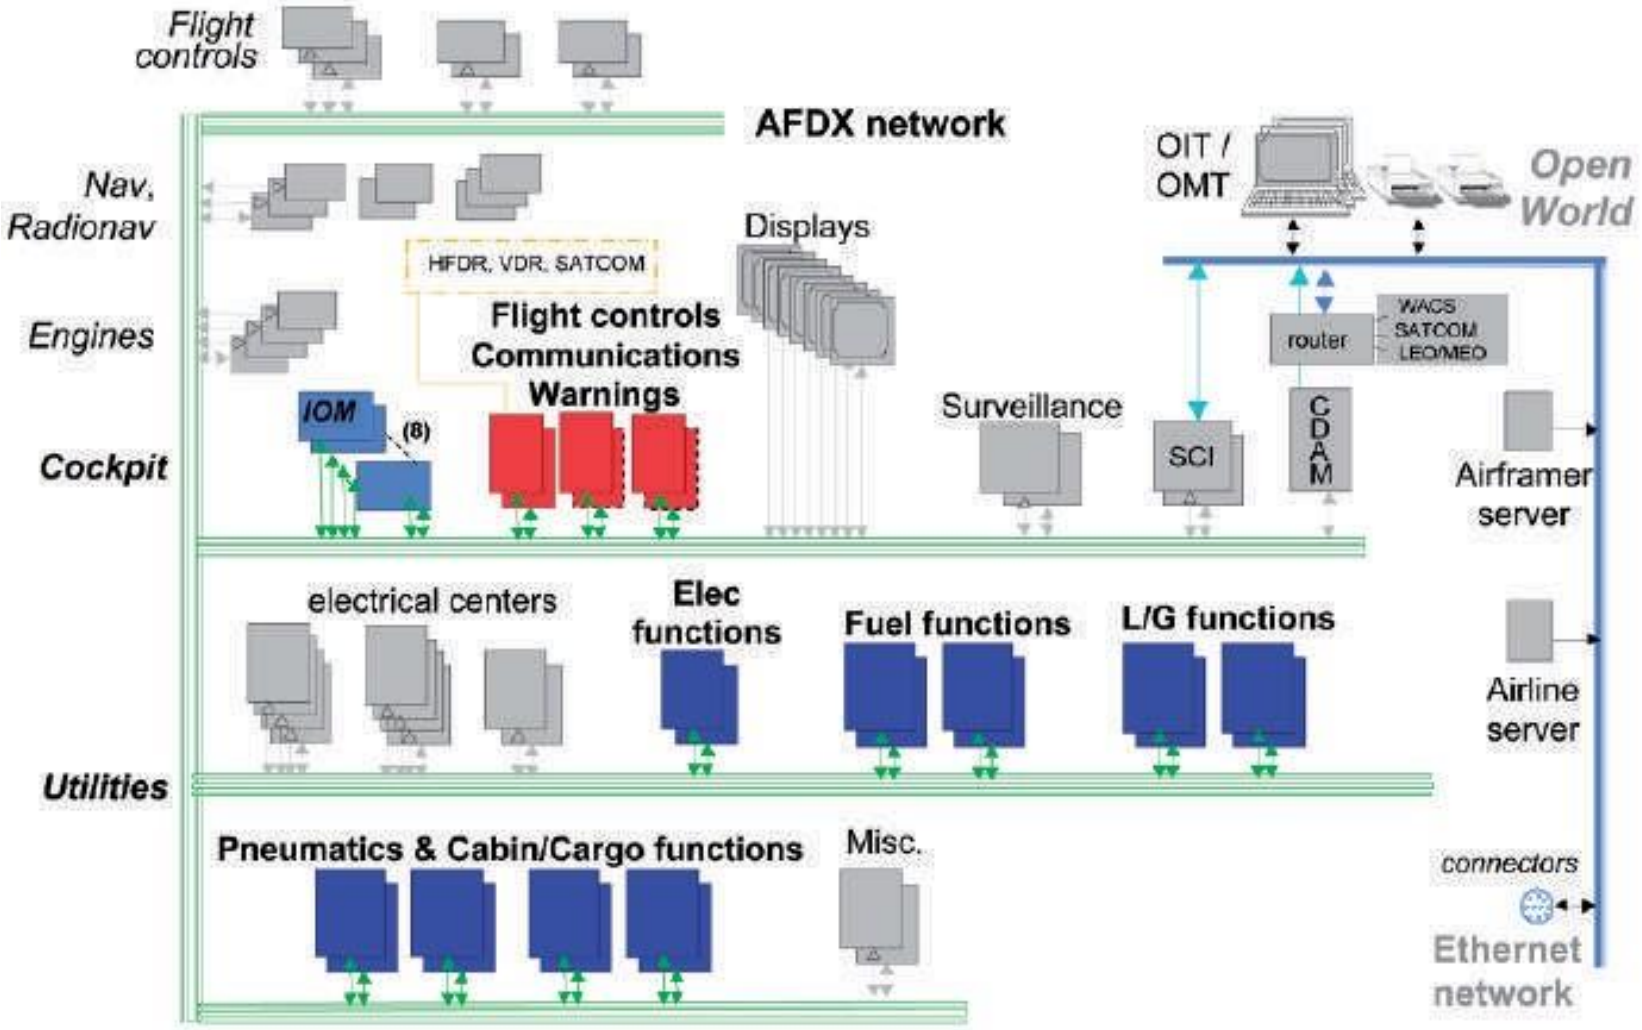 Flight
controls
AFDX network
OIT /
OMT
Open
World
Nav,
Radionav
Displays
HFDR, VDR, SATCOM
Engines
Flight controls
Communications
Warnings
WACS
SATCOM
LEO/MEO
router
IOM
(8)
Surveillance
SCI
C
D
A
M
Airframer
server
Cockpit
electrical centers
Elec
functions
Fuel functions
L/G functions
Airline
server
Utilities
Pneumatics & Cabin/Cargo functions
Misc.
connectors
Ethernet
network